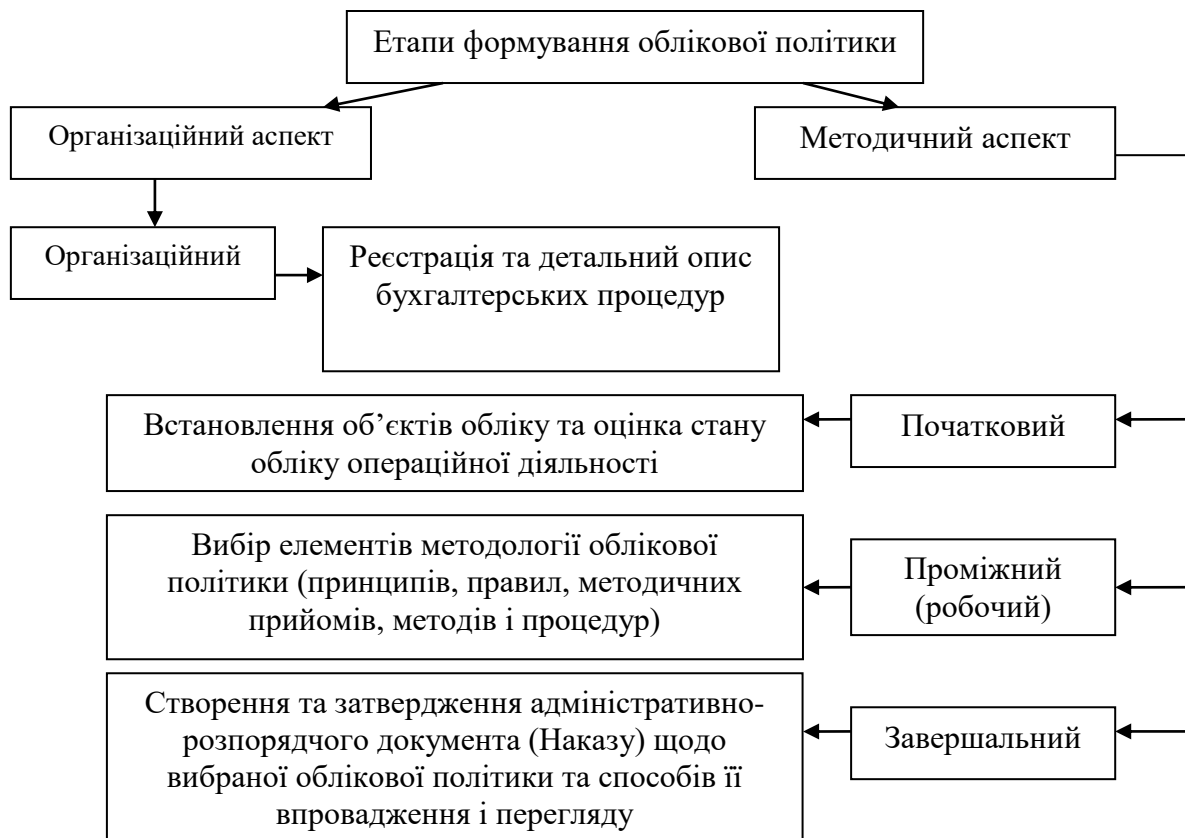 Етапи формування облікової політики
Організаційний аспект
Методичний аспект
Організаційний
Реєстрація та детальний опис
бухгалтерських процедур
Встановлення об’єктів обліку та оцінка стану
обліку операційної діяльності
Початковий
Вибір елементів методології облікової
політики (принципів, правил, методичних
прийомів, методів і процедур)
Проміжний
(робочий)
Створення та затвердження адміністративно-
розпорядчого документа (Наказу) щодо
вибраної облікової політики та способів її
впровадження і перегляду
Завершальний